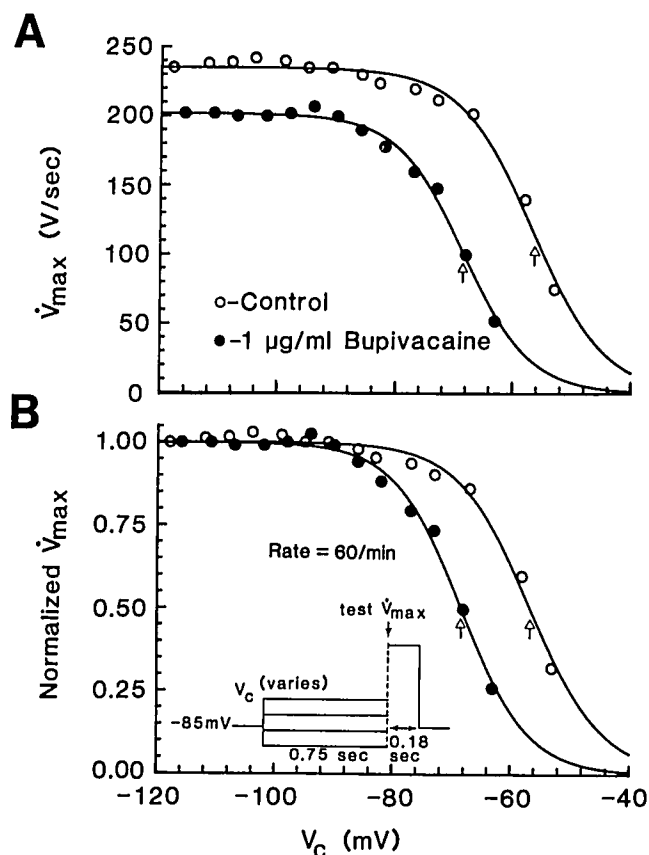 A
250
200
150
100
50
0
V̇max (V/sec)
o-Control
●-1 µg/ml Bupivacaine
B
1.00
0.75
0.50
0.25
0.00
Normalized V̇max
Rate = 60/min
test V̇max
Vc (varies)
-85mV
0.75 sec
0.18
sec
-120
-100
-80
-60
-40
Vc (mV)